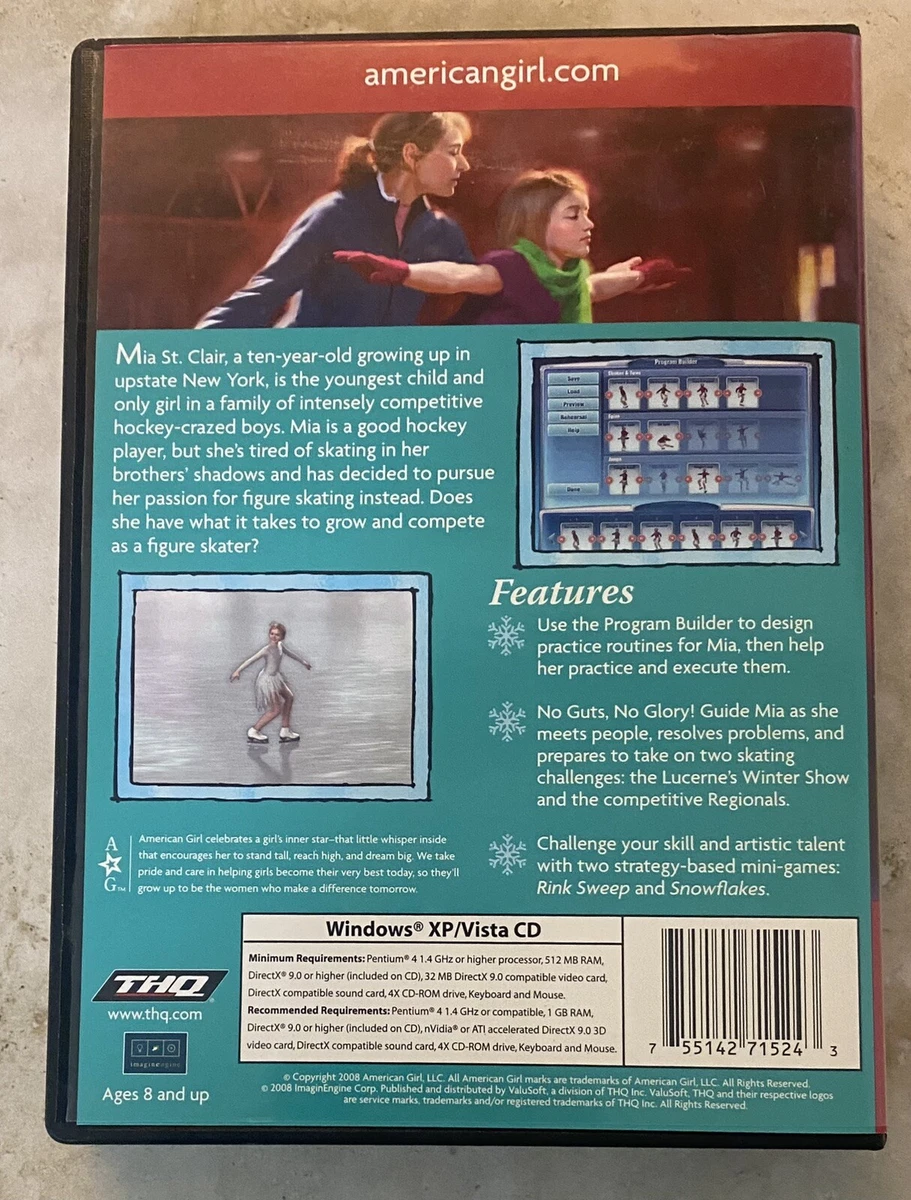 americangirl.com
Mia St. Clair, a ten-year-old growing up in
upstate New York, is the youngest child and
only girl in a family of intensely competitive
hockey-crazed boys. Mia is a good hockey
player, but she's tired of skating in her
brothers' shadows and has decided to pursue
her passion for figure skating instead. Does
she have what it takes to grow and compete
as a figure skater?
Program Builder
Save
Load
Preview
Rehearsal
Help
Done
Spins
Jumps
Features
Use the Program Builder to design
practice routines for Mia, then help
her practice and execute them.
No Guts, No Glory! Guide Mia as she
meets people, resolves problems, and
prepares to take on two skating
challenges: the Lucerne's Winter Show
and the competitive Regionals.
Challenge your skill and artistic talent
with two strategy-based mini-games:
Rink Sweep and Snowflakes.
A
G™
American Girl celebrates a girl's inner star–that little whisper inside
that encourages her to stand tall, reach high, and dream big. We take
pride and care in helping girls become their very best today, so they'll
grow up to be the women who make a difference tomorrow.
Windows® XP/Vista CD
Minimum Requirements: Pentium® 4 1.4 GHz or higher processor, 512 MB RAM,
DirectX® 9.0 or higher (included on CD), 32 MB DirectX 9.0 compatible video card,
DirectX compatible sound card, 4X CD-ROM drive, Keyboard and Mouse.
Recommended Requirements: Pentium® 4 1.4 GHz or compatible, 1 GB RAM,
DirectX® 9.0 or higher (included on CD), nVidia® or ATI accelerated DirectX 9.0 3D
video card, DirectX compatible sound card, 4X CD-ROM drive, Keyboard and Mouse.
7 55142 71524 3
THQ®
www.thq.com
imaginengine
Ages 8 and up
© Copyright 2008 American Girl, LLC. All American Girl marks are trademarks of American Girl, LLC. All Rights Reserved.
© 2008 ImaginEngine Corp. Published and distributed by ValuSoft, a division of THQ Inc. ValuSoft, THQ and their respective logos
are service marks, trademarks and/or registered trademarks of THQ Inc. All Rights Reserved.